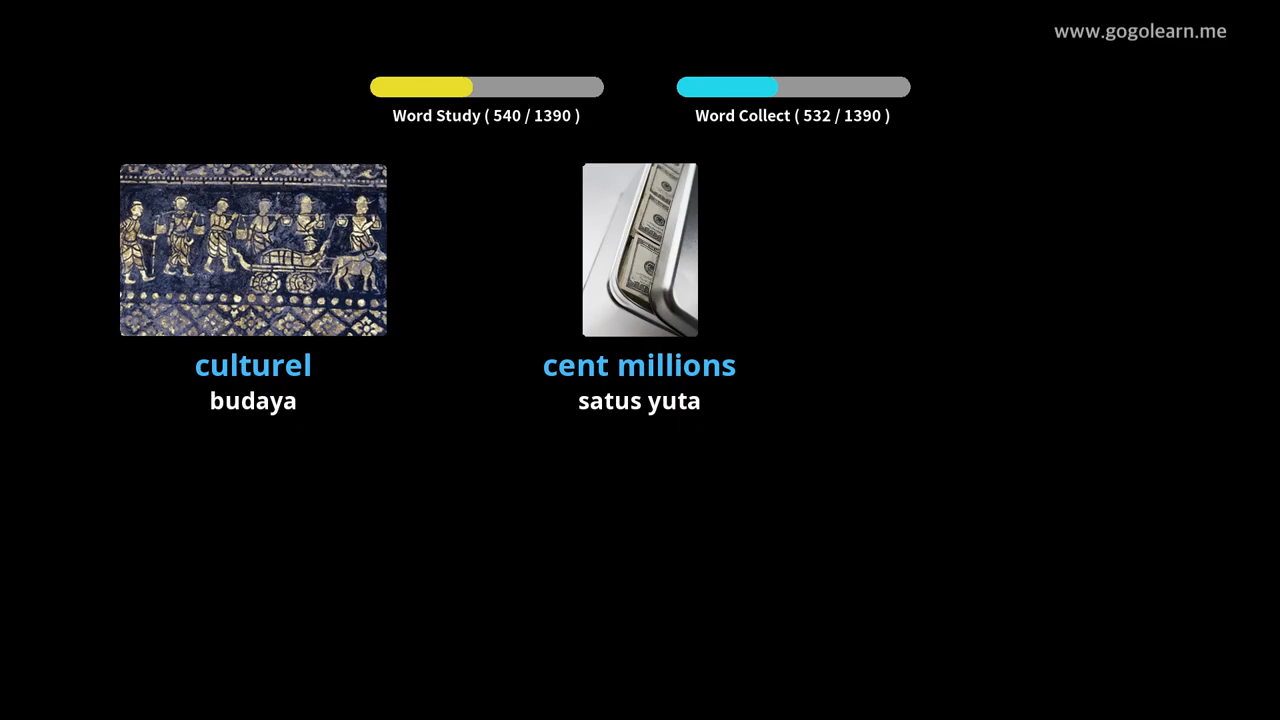 www.gogolearn.me
Word Study ( 540 / 1390 )
Word Collect ( 532 / 1390 )
culturel
budaya
cent millions
satus yuta